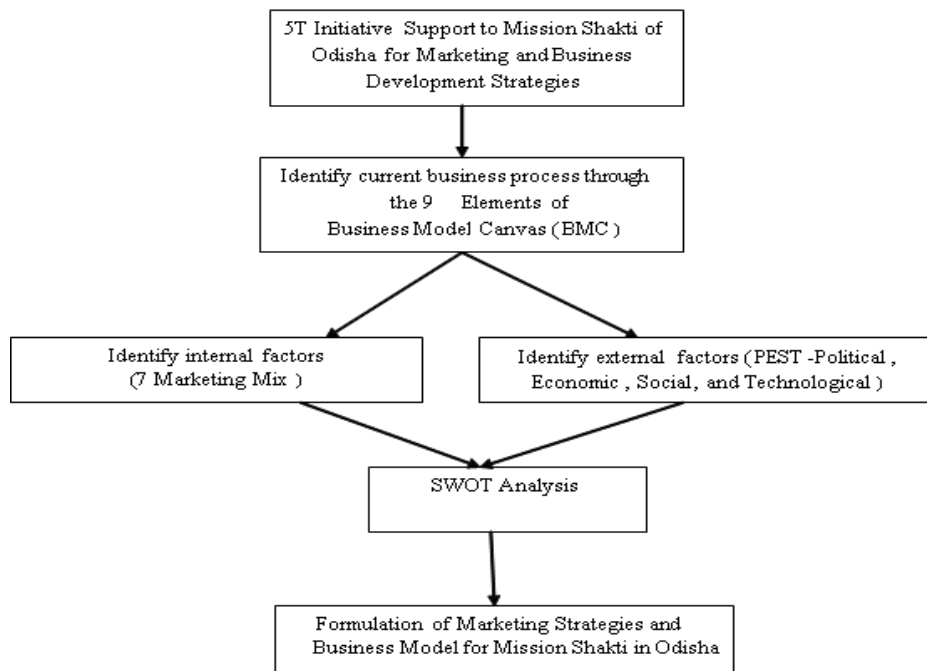 5T Initiative Support to Mission Shakti of
Odisha for Marketing and Business
Development Strategies
Identify current business process through
the 9 Elements of
Business Model Canvas (BMC)
Identify internal factors
(7 Marketing Mix)
Identify external factors (PEST -Political,
Economic, Social, and Technological)
SWOT Analysis
Formulation of Marketing Strategies and
Business Model for Mission Shakti in Odisha